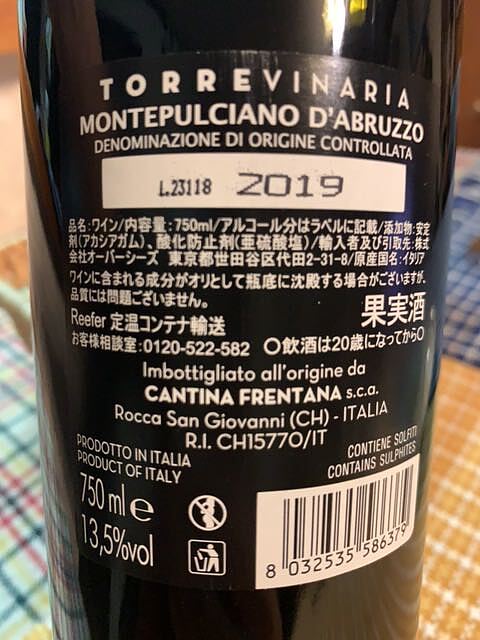 TORREVINARIA
MONTEPULCIANO D'ABRUZZO
DENOMINAZIONE DI ORIGINE CONTROLLATA
L.23118 2019
品名:ワイン/内容量:750ml/アルコール分はラベルに記載/添加物:安定
剤(アカシアガム)、酸化防止剤(亜硫酸塩)/輸入者及び引取先:株式
会社オーバーシーズ 東京都世田谷区代田2-31-8/原産国名:イタリア
ワインに含まれる成分がオリとして瓶底に沈殿する場合がございますが、
品質には問題ございません。
果実酒
Reefer 定温コンテナ輸送
お客様相談室:0120-522-582 〇飲酒は20歳になってから〇
Imbottigliato all'origine da
CANTINA FRENTANA s.c.a.
Rocca San Giovanni (CH) - ITALIA
R.I. CH15770/IT
PRODOTTO IN ITALIA
PRODUCT OF ITALY
CONTIENE SOLFITI
CONTAINS SULPHITES
750 ml e
13,5%vol
8 032535 586379